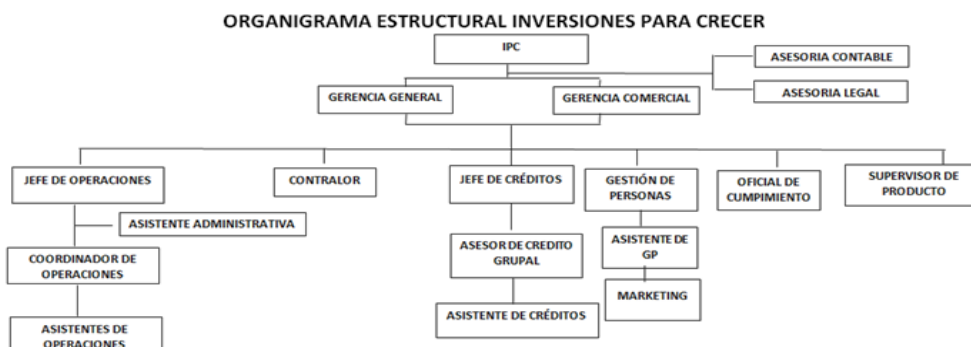 ORGANIGRAMA ESTRUCTURAL INVERSIONES PARA CRECER
IPC
ASESORIA CONTABLE
ASESORIA LEGAL
GERENCIA GENERAL
GERENCIA COMERCIAL
JEFE DE OPERACIONES
CONTRALOR
JEFE DE CRÉDITOS
GESTIÓN DE
PERSONAS
OFICIAL DE
CUMPIMIENTO
SUPERVISOR DE
PRODUCTO
ASISTENTE ADMINISTRATIVA
COORDINADOR DE
OPERACIONES
ASESOR DE CREDITO
GRUPAL
ASISTENTE DE
GP
MARKETING
ASISTENTE DE CRÉDITOS
ASISTENTES DE
OPERACIONES